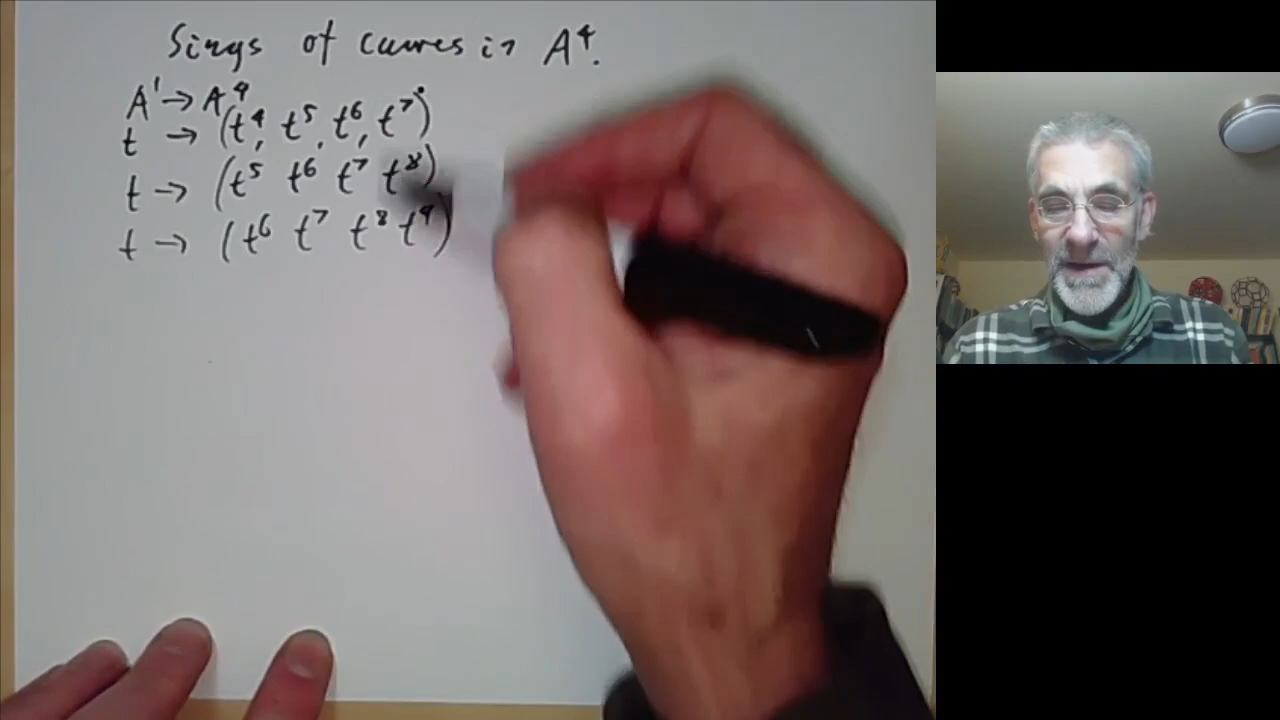 Sings of curves in A⁴.
A¹ → A⁴
t → (t⁴, t⁵, t⁶, t⁷)
t → (t⁵ t⁶ t⁷ t⁸)
t → (t⁶ t⁷ t⁸ t⁹)